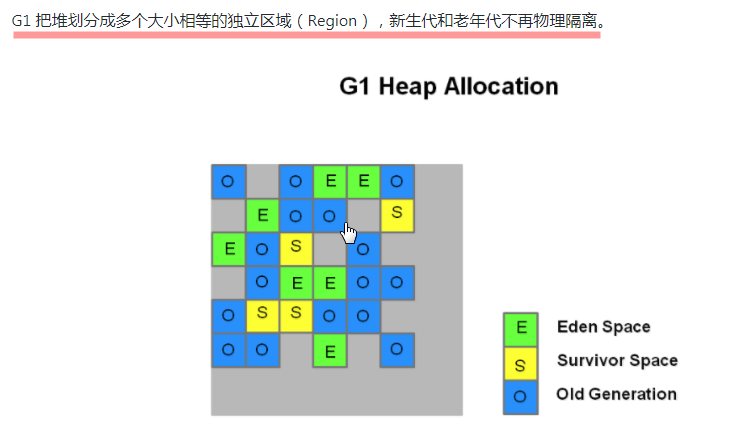 G1 把堆划分成多个大小相等的独立区域（Region），新生代和老年代不再物理隔离。
G1 Heap Allocation
O O E E O
E O O S
E O S O
O E E O O
O S S O O
O O E O
E Eden Space
S Survivor Space
O Old Generation